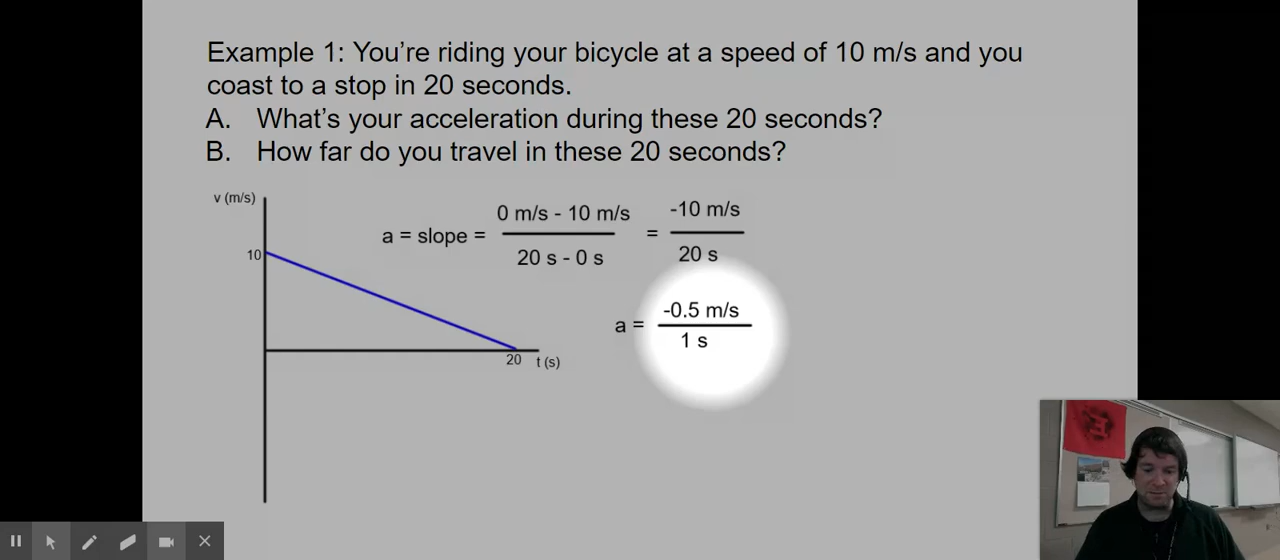 Example 1: You're riding your bicycle at a speed of 10 m/s and you
coast to a stop in 20 seconds.
A. What's your acceleration during these 20 seconds?
B. How far do you travel in these 20 seconds?
v (m/s)
10
20 t (s)
a = slope =
0 m/s - 10 m/s
20 s - 0 s
=
-10 m/s
20 s
a =
-0.5 m/s
1 s